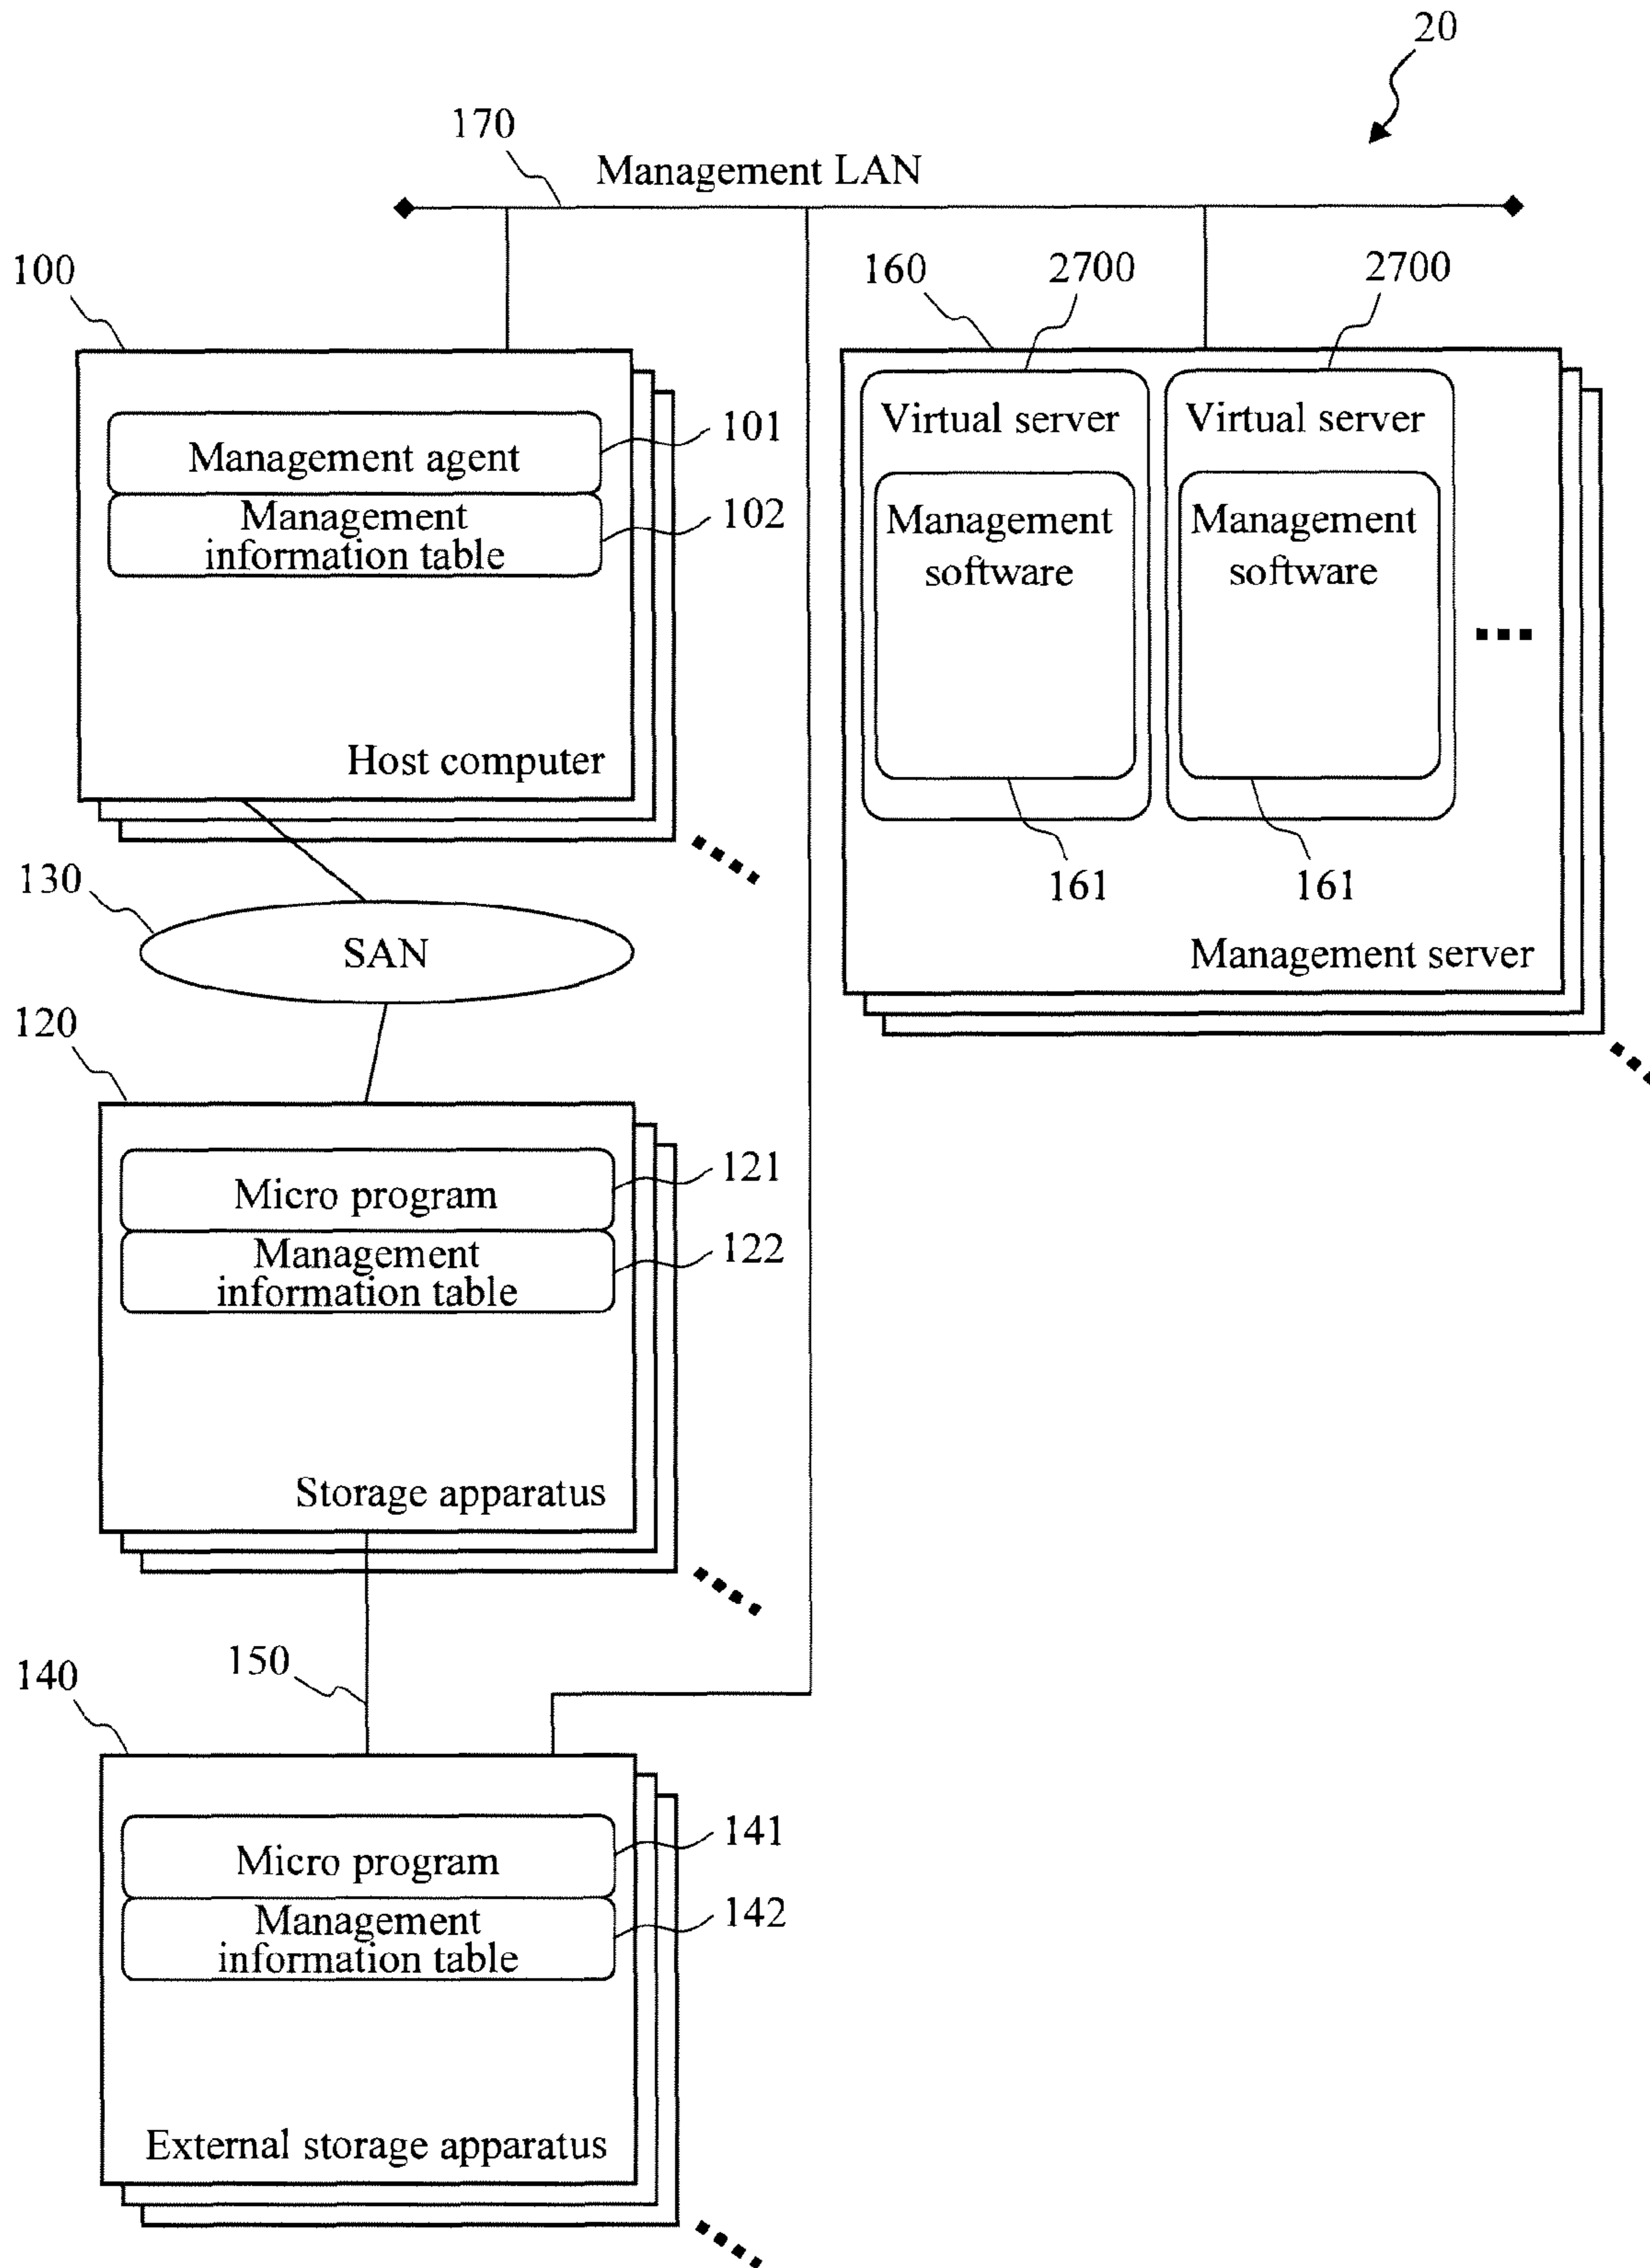 20
170
Management LAN
100
160
2700
2700
Management agent
101
Management
information table
102
Host computer
Virtual server
Virtual server
Management
software
Management
software
161
161
Management server
130
SAN
120
Micro program
121
Management
information table
122
Storage apparatus
150
140
Micro program
141
Management
information table
142
External storage apparatus